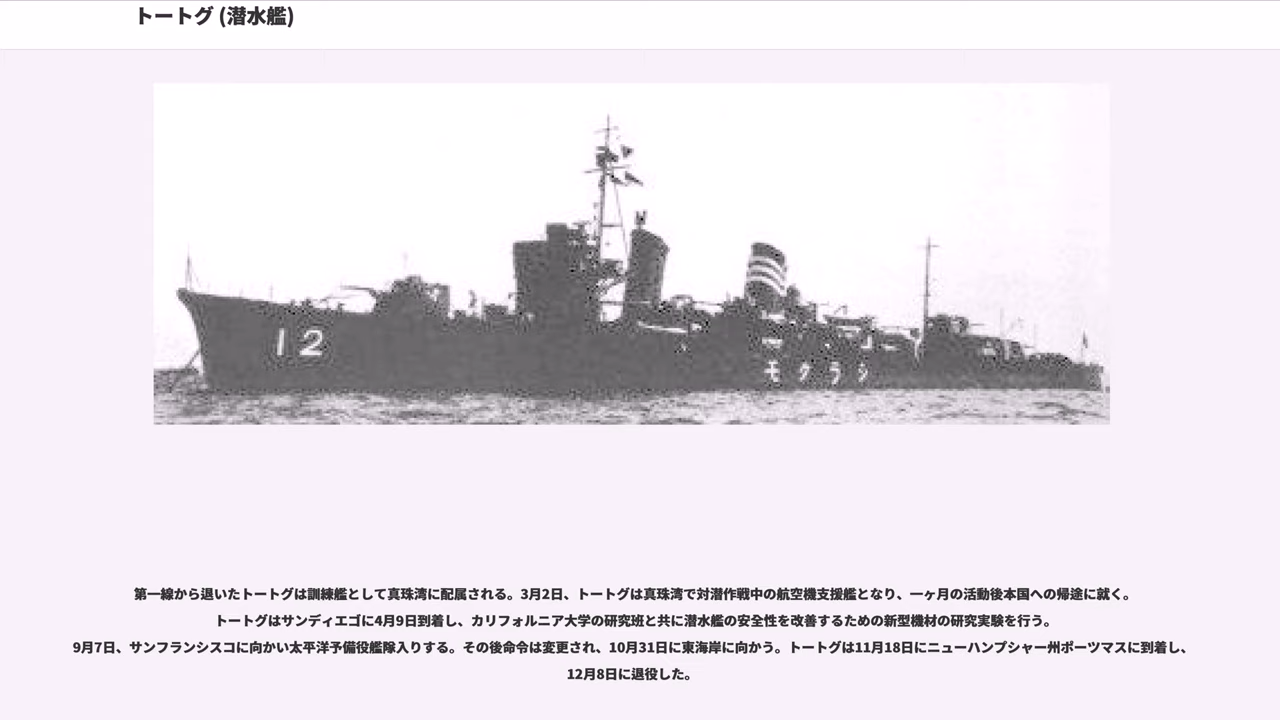 トートグ (潜水艦)
12
モクラシ
第一線から退いたトートグは訓練艦として真珠湾に配属される。3月2日、トートグは真珠湾で対潜作戦中の航空機支援艦となり、一ヶ月の活動後本国への帰途に就く。
トートグはサンディエゴに4月9日到着し、カリフォルニア大学の研究班と共に潜水艦の安全性を改善するための新型機材の研究実験を行う。
9月7日、サンフランシスコに向かい太平洋予備役艦隊入りする。その後命令は変更され、10月31日に東海岸に向かう。トートグは11月18日にニューハンプシャー州ポーツマスに到着し、
12月8日に退役した。